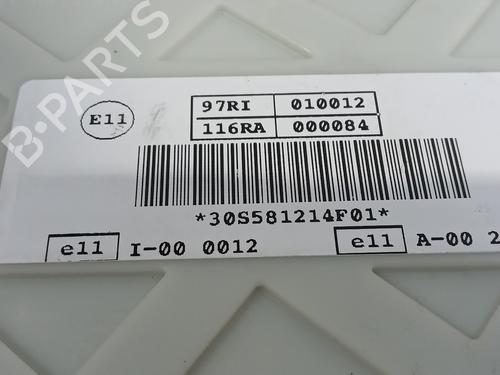 B-PARTS
E11
97RI 010012
116RA 000084
*30S581214F01*
e11 I-00 0012 e11 A-00 2